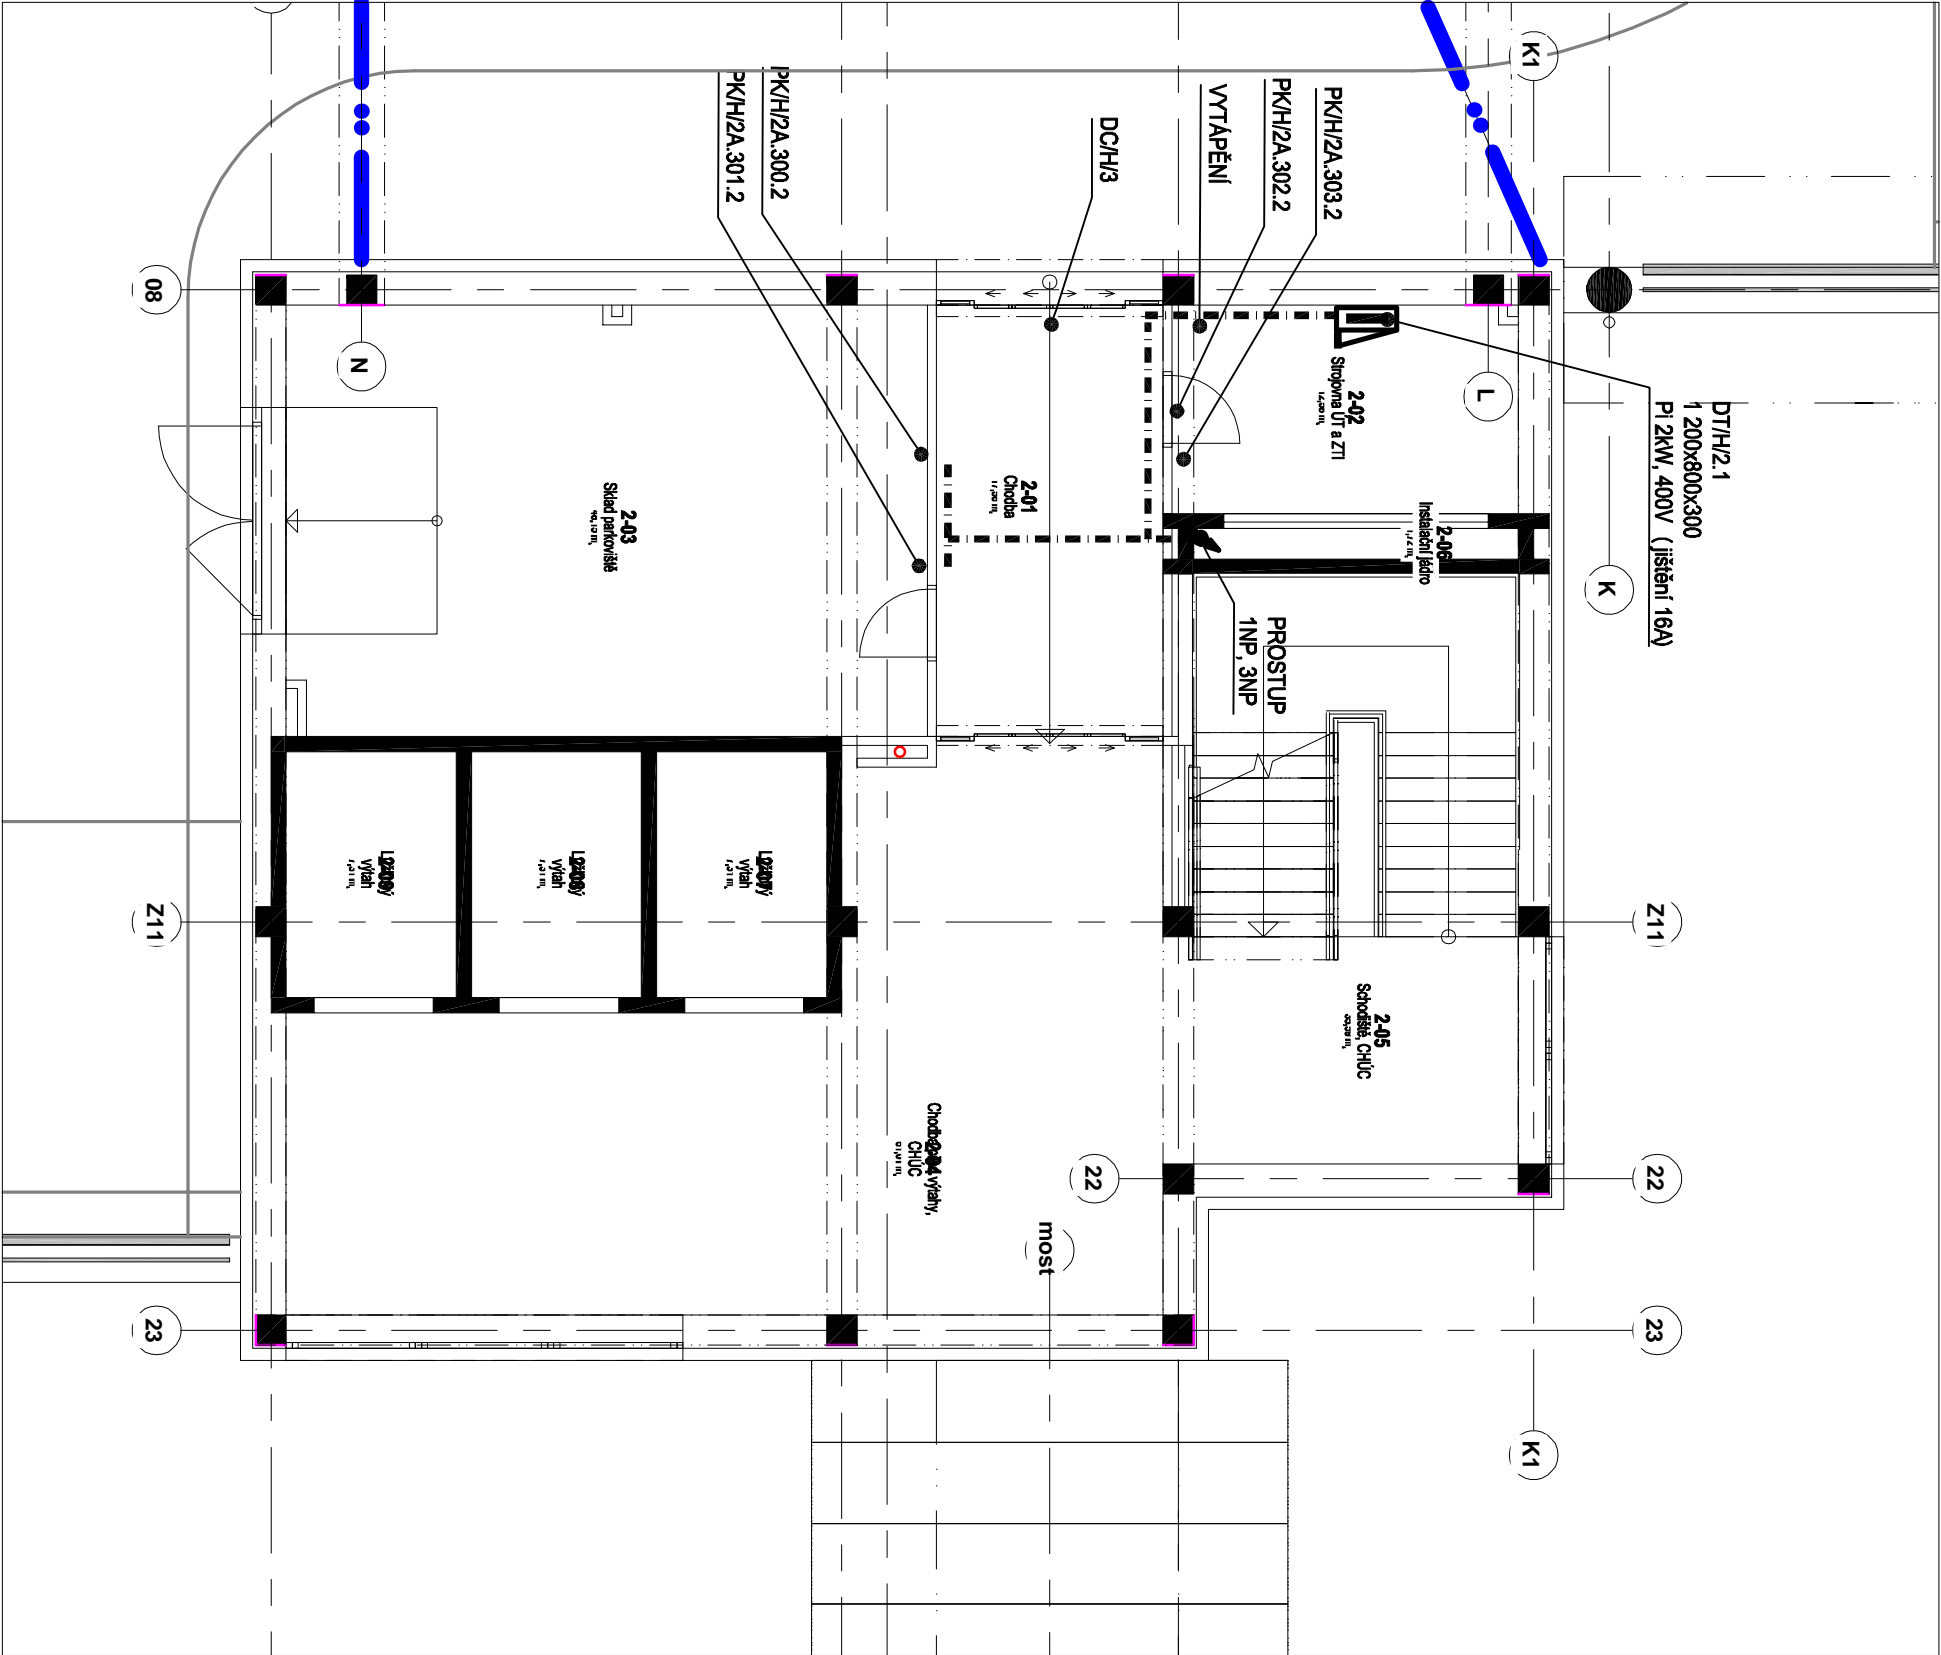 K1
K
L
N
08
DT/H/2.1
1 200x800x300
Pi 2kW, 400V ( jištění 16A)
PK/H/2A.303.2
PK/H/2A.302.2
VYTÁPĚNÍ
DC/H/3
PK/H/2A.300.2
PK/H/2A.301.2
2-02
Strojovna ÚT a ZTI
2-06
Instalační jádro
2-01
Chodba
2-03
Sklad parkoviště
PROSTUP
1NP, 3NP
výtah
výtah
výtah
Z11
Z11
2-05
Schodiště, CHÚC
výtahy,
CHÚC
22
22
most
23
23
K1